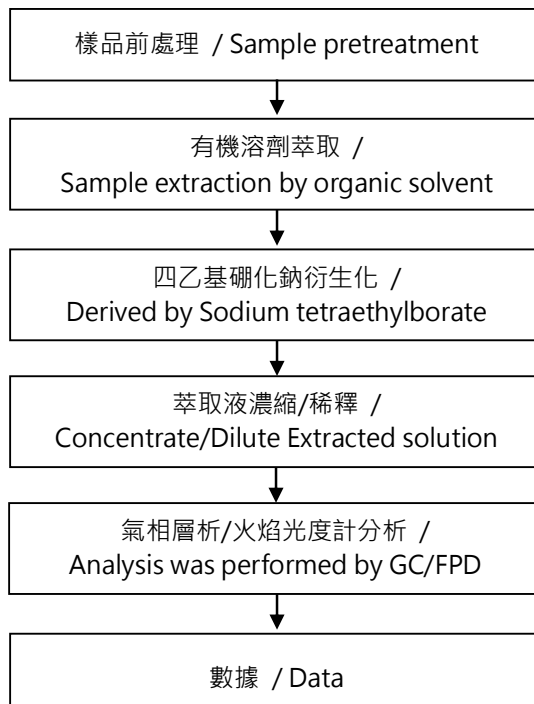 樣品前處理 / Sample pretreatment
有機溶劑萃取 /
Sample extraction by organic solvent
四乙基硼化鈉衍生化 /
Derived by Sodium tetraethylborate
萃取液濃縮/稀釋 /
Concentrate/Dilute Extracted solution
氣相層析/火焰光度計分析 /
Analysis was performed by GC/FPD
數據 / Data